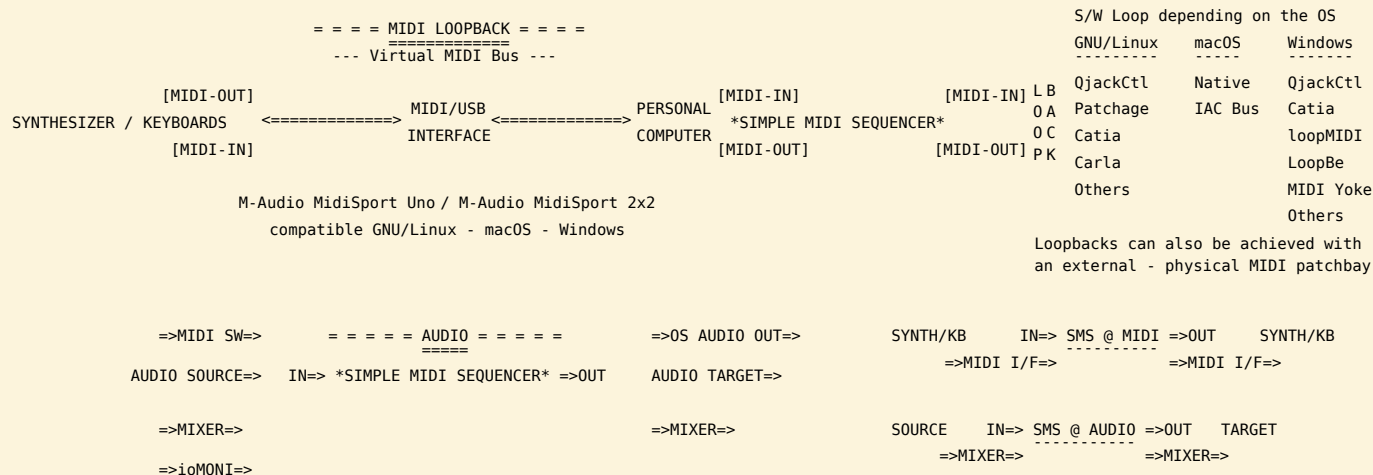 = = = = MIDI LOOPBACK = = = =
=============
--- Virtual MIDI Bus ---
[MIDI-OUT]
SYNTHESIZER / KEYBOARDS <=============> MIDI/USB <=============> PERSONAL
INTERFACE COMPUTER
[MIDI-IN]
[MIDI-IN] [MIDI-IN]
*SIMPLE MIDI SEQUENCER*
[MIDI-OUT] [MIDI-OUT]
L B
O A
O C
P K
S/W Loop depending on the OS
GNU/Linux macOS Windows
--------- ----- -------
QjackCtl Native QjackCtl
Patchage IAC Bus Catia
Catia loopMIDI
Carla LoopBe
Others MIDI Yoke
Others
Loopbacks can also be achieved with
an external - physical MIDI patchbay
M-Audio MidiSport Uno / M-Audio MidiSport 2x2
compatible GNU/Linux - macOS - Windows
=>MIDI SW=> = = = = = AUDIO = = = = = =>OS AUDIO OUT=>
=====
AUDIO SOURCE=> IN=> *SIMPLE MIDI SEQUENCER* =>OUT AUDIO TARGET=>
=>MIXER=> =>MIXER=>
=>ioMONI=>
SYNTH/KB IN=> SMS @ MIDI =>OUT SYNTH/KB
----------
=>MIDI I/F=> =>MIDI I/F=>
SOURCE IN=> SMS @ AUDIO =>OUT TARGET
-----------
=>MIXER=> =>MIXER=>